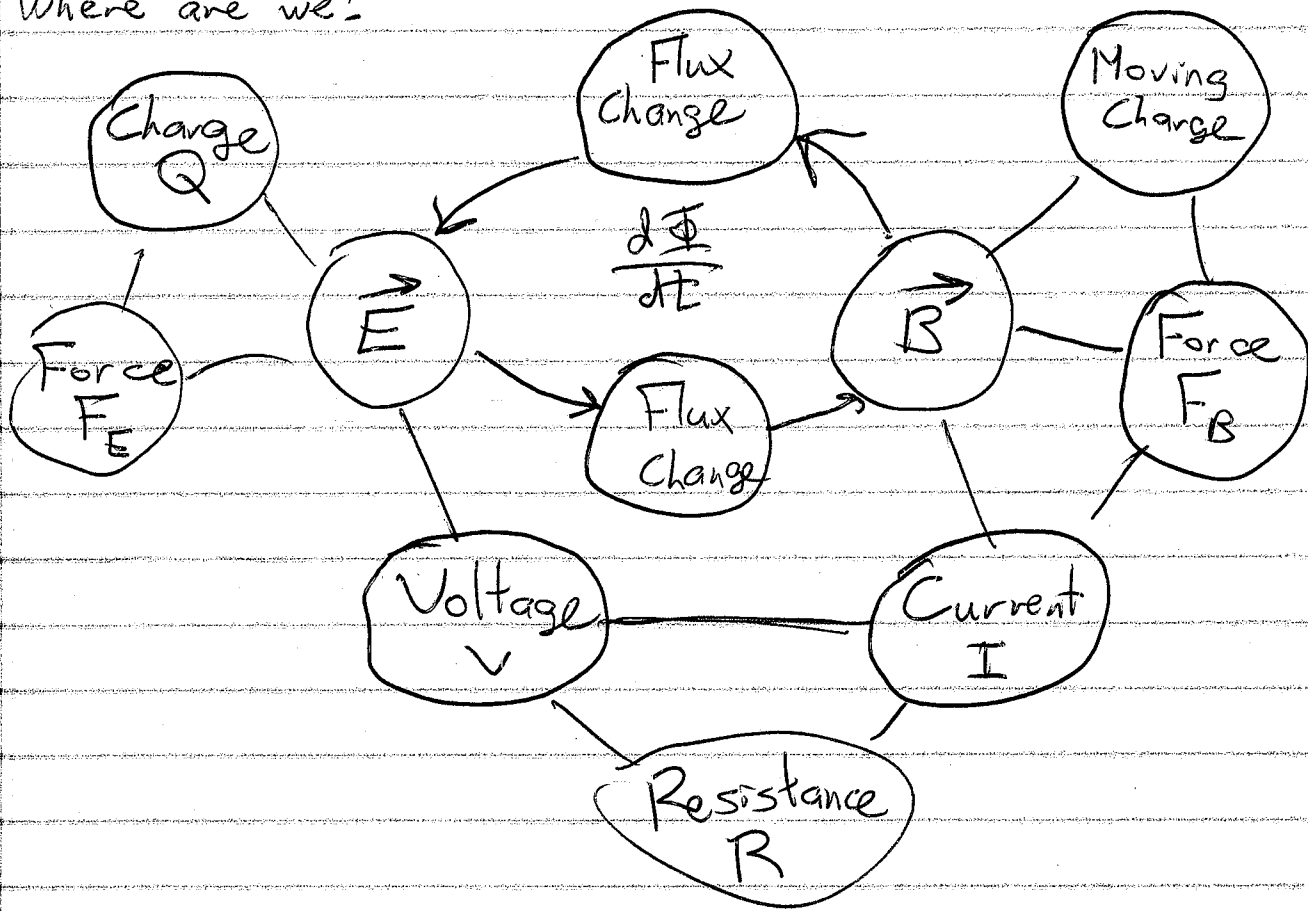 Where are we:
Flux
Change
Moving
Charge
Charge
Q
dΦ
dt
E
B
Force
F_E
Force
F_B
Flux
Change
Voltage
V
Current
I
Resistance
R